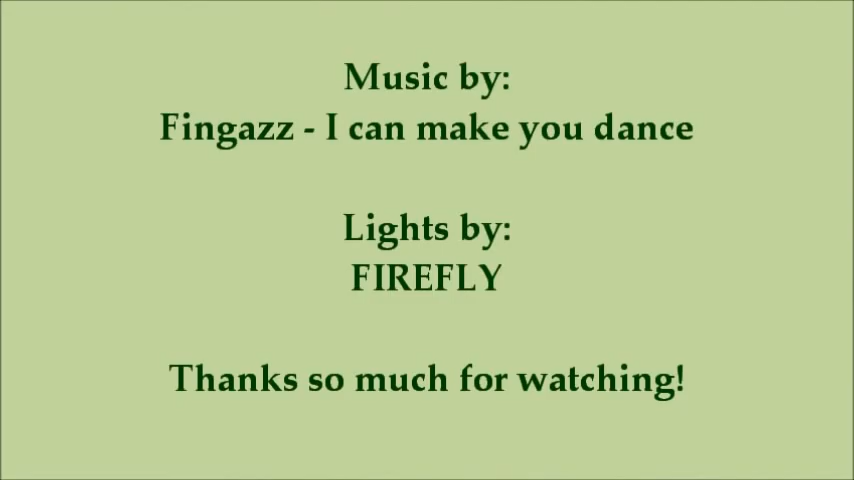 Music by:
Fingazz - I can make you dance
Lights by:
FIREFLY
Thanks so much for watching!